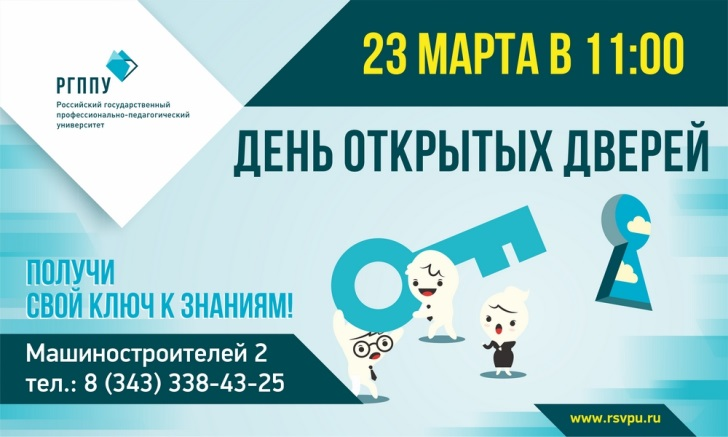 РГППУ
Российский государственный
профессионально-педагогический
университет
23 МАРТА В 11:00
ДЕНЬ ОТКРЫТЫХ ДВЕРЕЙ
ПОЛУЧИ
СВОЙ КЛЮЧ К ЗНАНИЯМ!
Машиностроителей 2
тел.: 8 (343) 338-43-25
www.rsvpu.ru